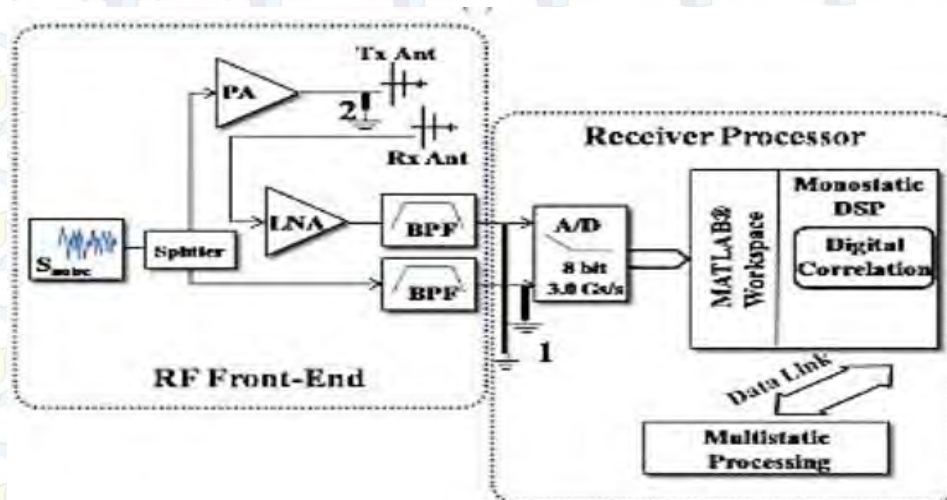 Tx Ant
PA
2
Rx Ant
Receiver Processor
LNA
BPF
A/D
8 bit
3.0 Gs/s
MATLAB®
Workspace
Monostatic
DSP
Digital
Correlation
Splitter
BPF
1
RF Front-End
Data Link
Multistatic
Processing